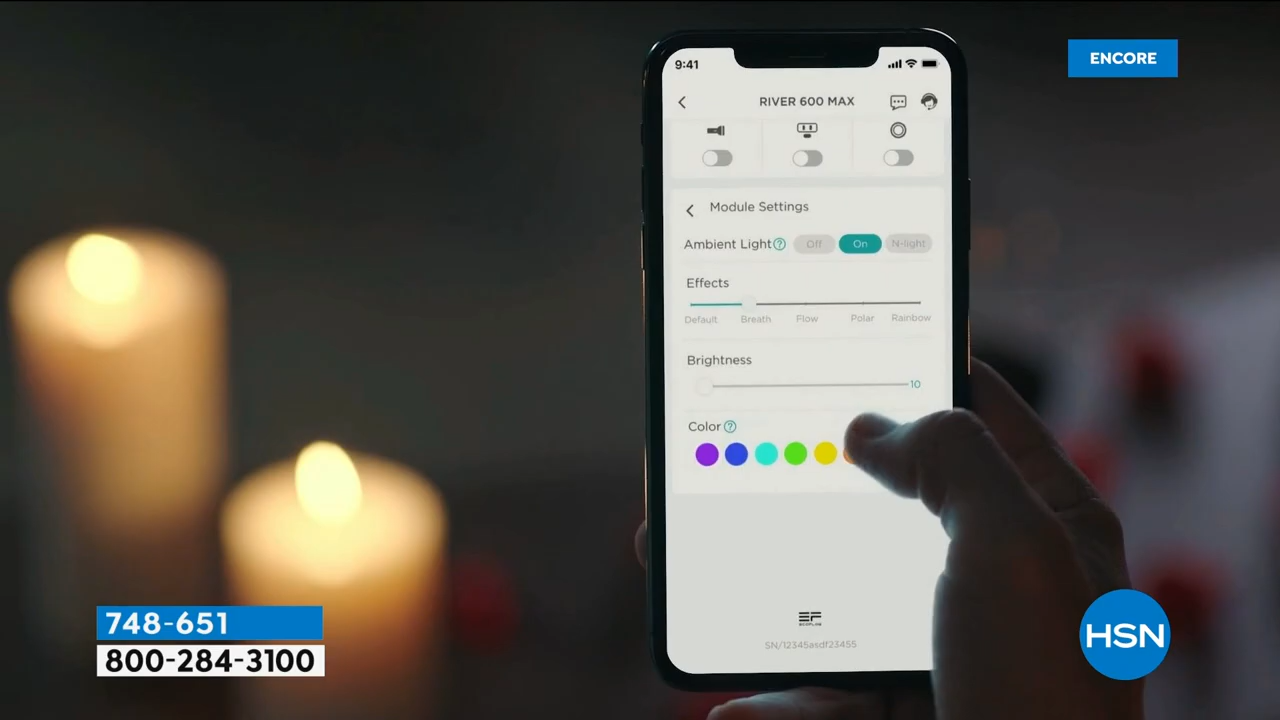 ENCORE
9:41
RIVER 600 MAX
Module Settings
Ambient Light ? Off On N-light
Effects
Default Breath Flow Polar Rainbow
Brightness
10
Color ?
ECOFLOW
SN/12345asdf23455
748-651
800-284-3100
HSN